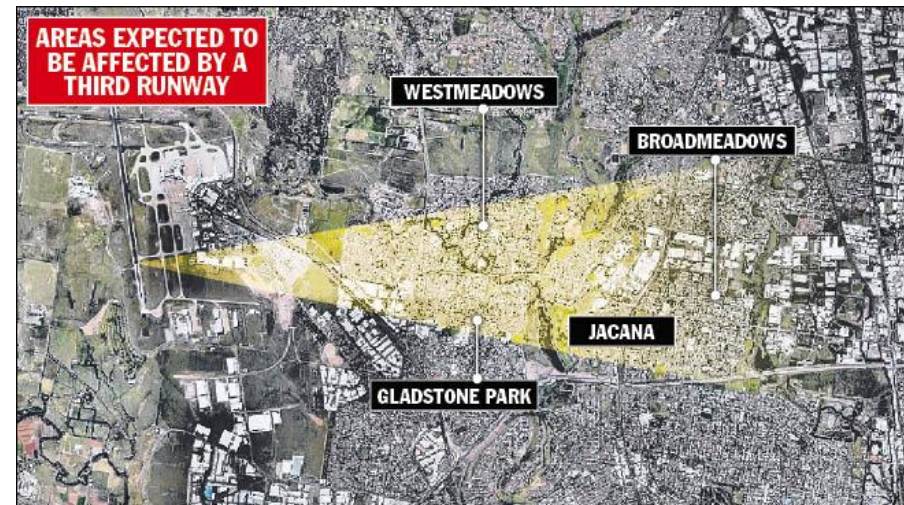 AREAS EXPECTED TO
BE AFFECTED BY A
THIRD RUNWAY
WESTMEADOWS
BROADMEADOWS
JACANA
GLADSTONE PARK